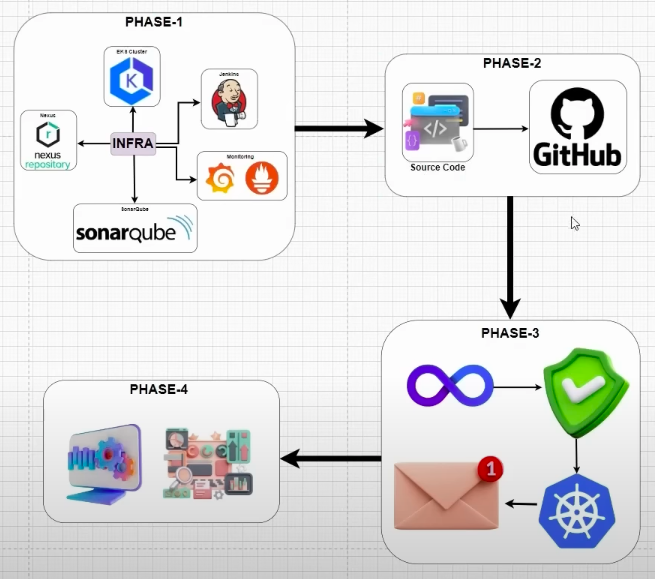 PHASE-1
EKS Cluster
Jenkins
Nexus
nexus
repository
INFRA
Monitoring
SonarQube
sonarqube
PHASE-2
</>
Source Code
GitHub
PHASE-3
1
PHASE-4
K